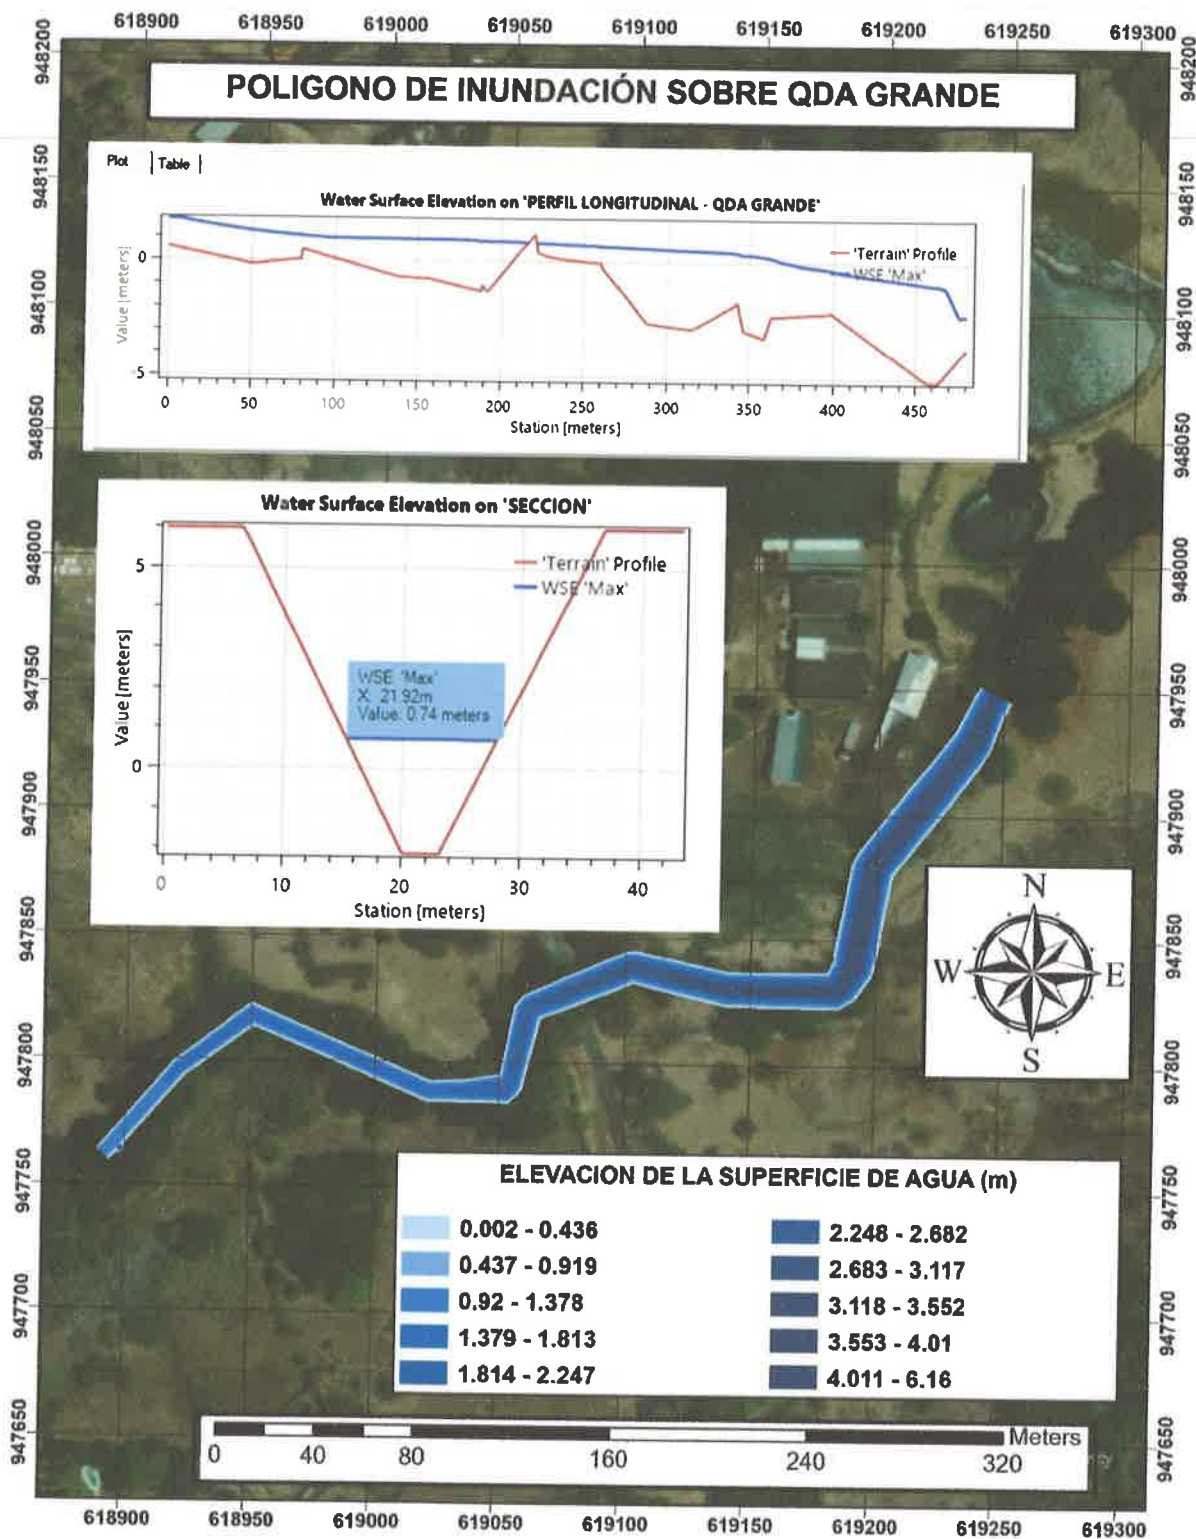 618900 618950 619000 619050 619100 619150 619200 619250 619300
948200 948200
POLIGONO DE INUNDACIÓN SOBRE QDA GRANDE
948150 948150
Plot Table
Water Surface Elevation on 'PERFIL LONGITUDINAL - QDA GRANDE'
'Terrain' Profile
WSE 'Max'
Value [meters]
0
-5
0 50 100 150 200 250 300 350 400 450
Station [meters]
948100 948100
948050 948050
Water Surface Elevation on 'SECCION'
'Terrain' Profile
WSE 'Max'
WSE 'Max'
X: 21.92m
Value: 0.74 meters
Value [meters]
5
0
0 10 20 30 40
Station [meters]
948000 948000
947950 947950
947900 947900
947850 947850
N
W E
S
947800 947800
947750 947750
ELEVACION DE LA SUPERFICIE DE AGUA (m)
0.002 - 0.436 2.248 - 2.682
0.437 - 0.919 2.683 - 3.117
0.92 - 1.378 3.118 - 3.552
1.379 - 1.813 3.553 - 4.01
1.814 - 2.247 4.011 - 6.16
947700 947700
947650 947650
Meters
0 40 80 160 240 320
618900 618950 619000 619050 619100 619150 619200 619250 619300